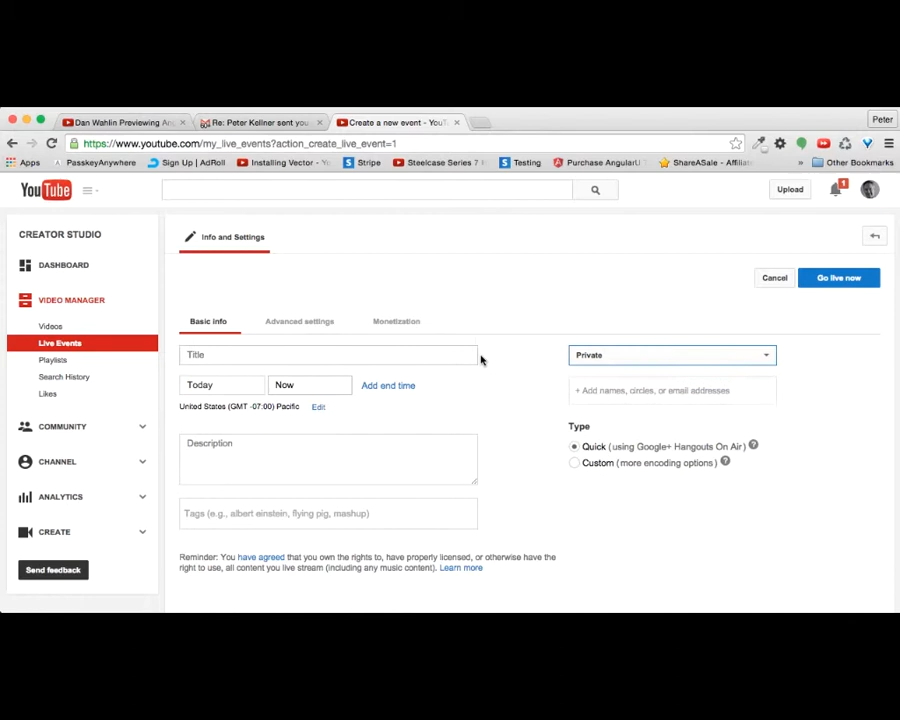 Dan Wahlin Previewing An
Re: Peter Kellner sent you
Create a new event - YouT
Peter
https://www.youtube.com/my_live_events?action_create_live_event=1
Apps
PasskeyAnywhere
Sign Up | AdRoll
Installing Vector - You
Stripe
Steelcase Series 7
Testing
Purchase AngularU
ShareASale - Affiliat
»
Other Bookmarks
YouTube
Upload
1
CREATOR STUDIO
Info and Settings
DASHBOARD
Cancel
Go live now
VIDEO MANAGER
Basic info
Advanced settings
Monetization
Videos
Live Events
Title
Private
Playlists
Search History
Today
Now
Add end time
+ Add names, circles, or email addresses
Likes
United States (GMT -07:00) Pacific
Edit
COMMUNITY
Type
Description
Quick (using Google+ Hangouts On Air)
?
CHANNEL
Custom (more encoding options)
?
ANALYTICS
Tags (e.g., albert einstein, flying pig, mashup)
CREATE
Reminder: You have agreed that you own the rights to, have properly licensed, or otherwise have the
right to use, all content you live stream (including any music content). Learn more
Send feedback